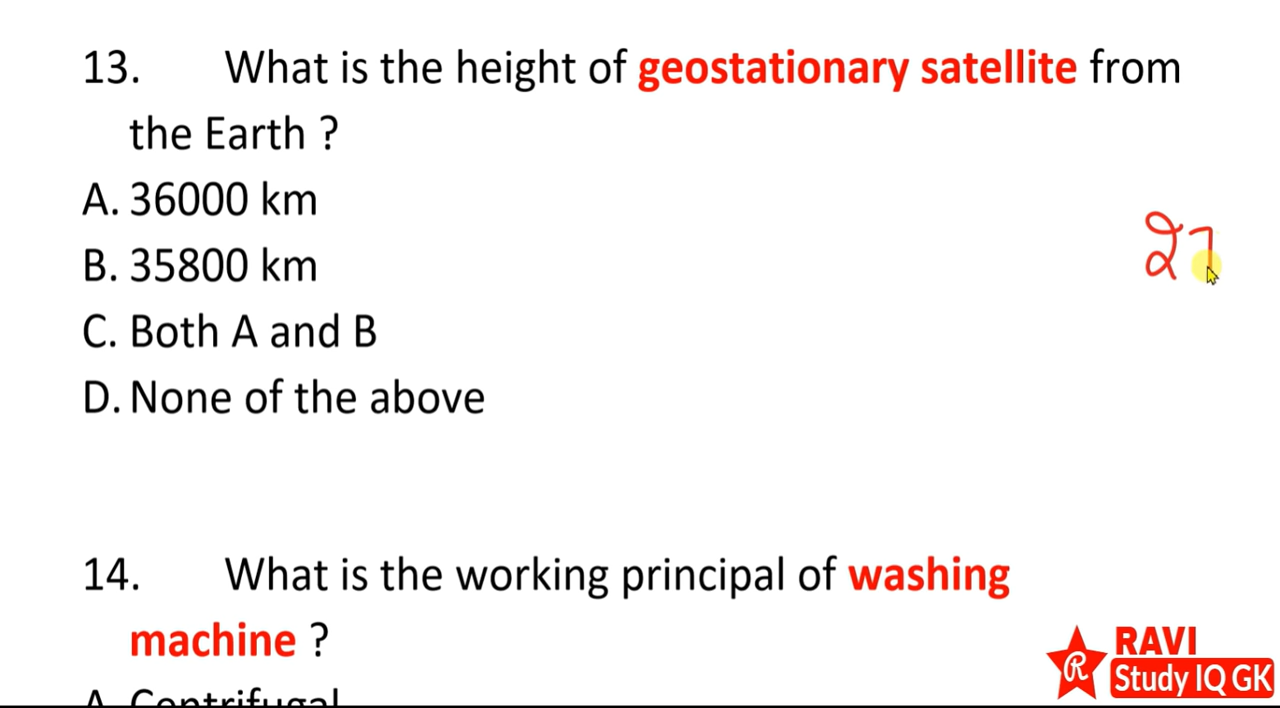 13. What is the height of geostationary satellite from
the Earth ?
A. 36000 km
B. 35800 km
C. Both A and B
D. None of the above
27
14. What is the working principal of washing
machine ?
A. Centrifugal
RAVI
R
Study IQ GK